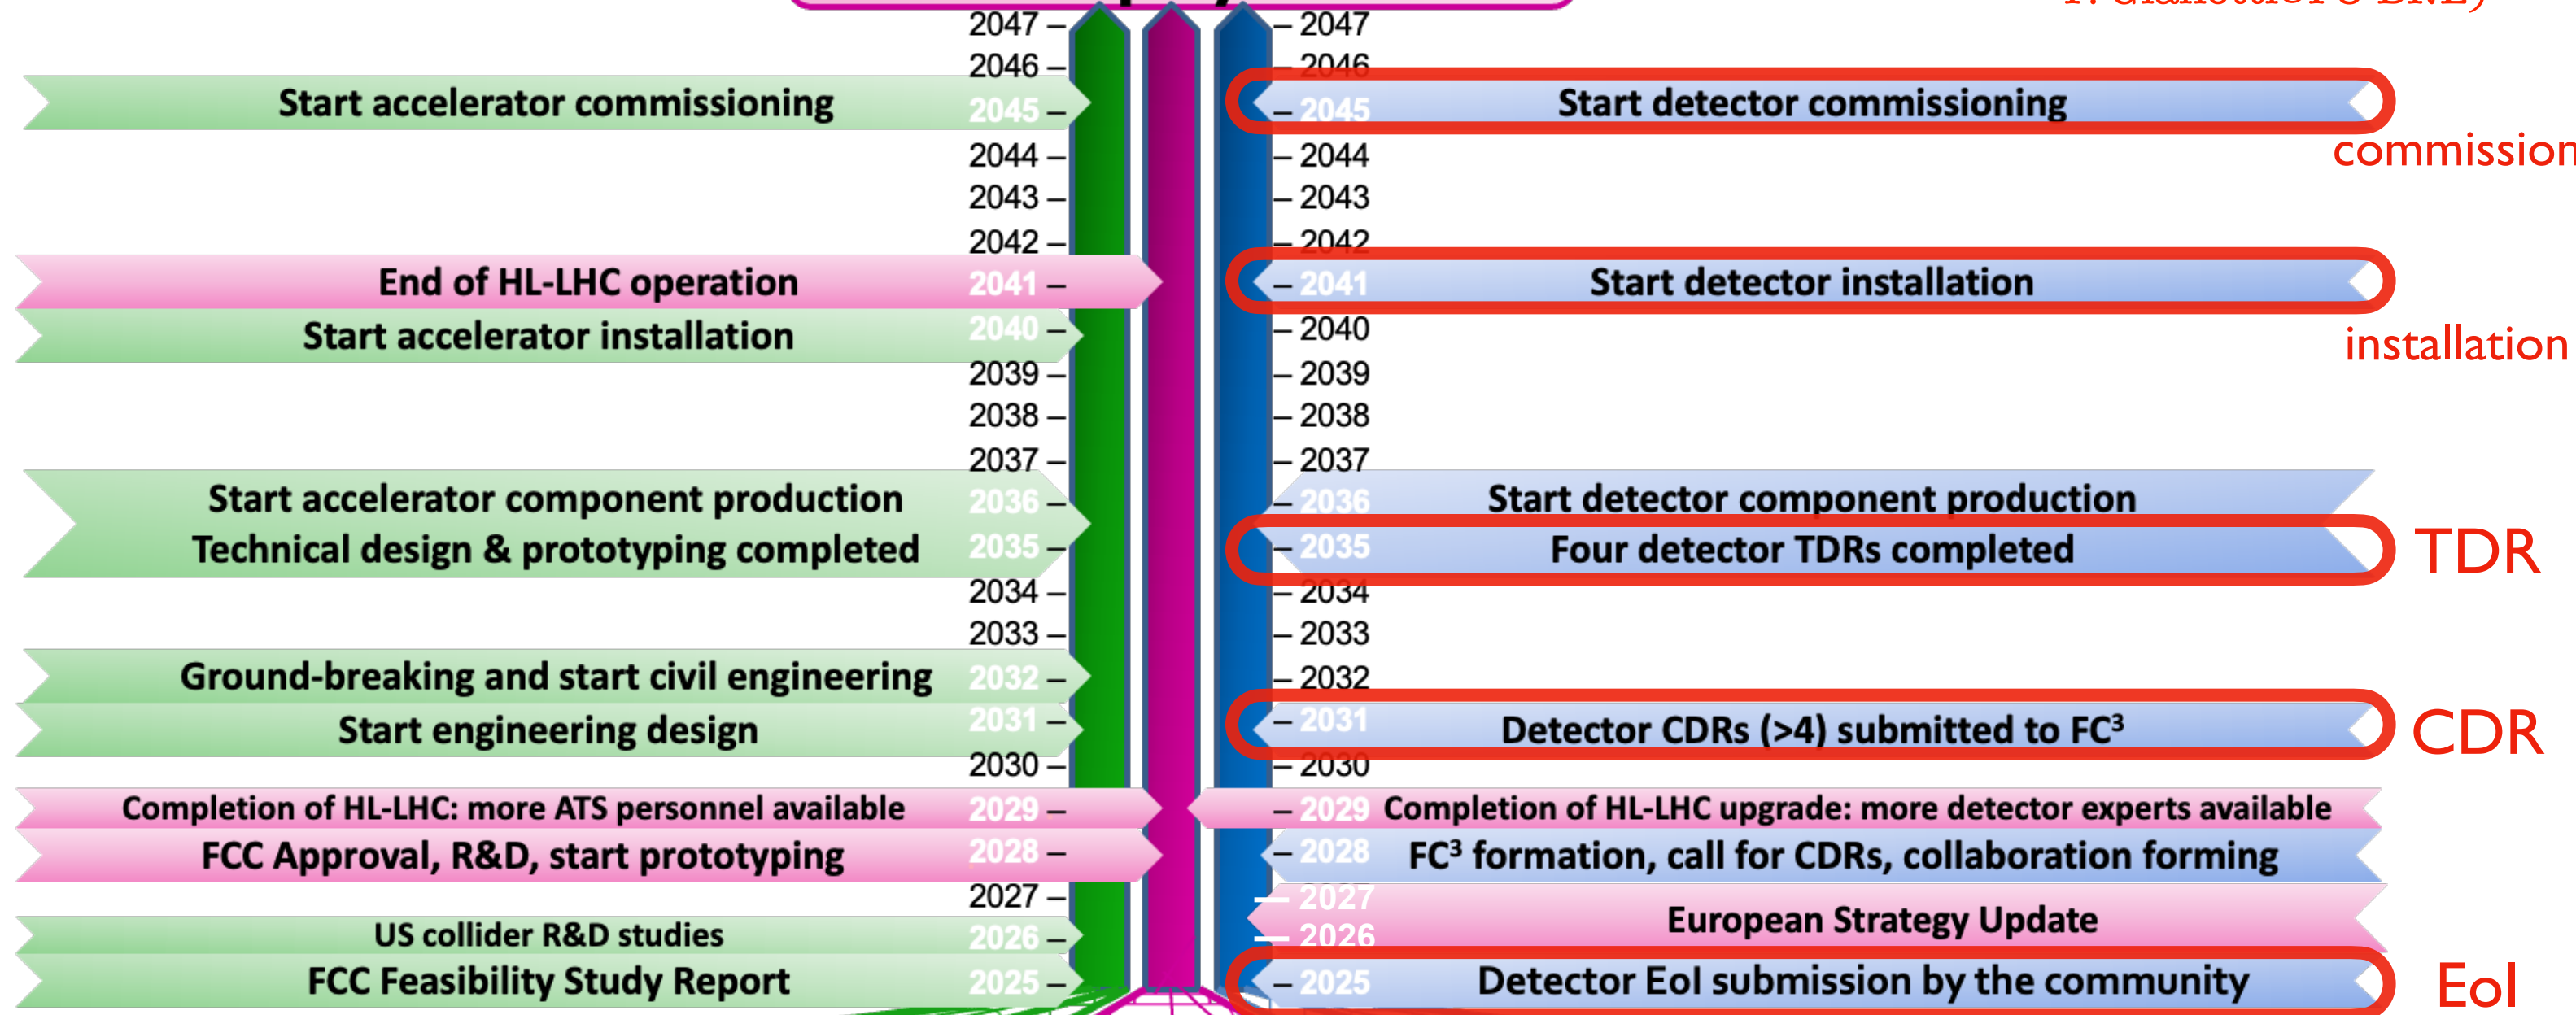 2047 – – 2047
2046 – – 2046
Start accelerator commissioning 2045 – – 2045 Start detector commissioning
2044 – – 2044 commission
2043 – – 2043
2042 – – 2042
End of HL-LHC operation 2041 – – 2041 Start detector installation
Start accelerator installation 2040 – – 2040 installation
2039 – – 2039
2038 – – 2038
2037 – – 2037
Start accelerator component production 2036 – – 2036 Start detector component production
Technical design & prototyping completed 2035 – – 2035 Four detector TDRs completed TDR
2034 – – 2034
2033 – – 2033
Ground-breaking and start civil engineering 2032 – – 2032
Start engineering design 2031 – – 2031 Detector CDRs (>4) submitted to FC³ CDR
2030 – – 2030
Completion of HL-LHC: more ATS personnel available 2029 – – 2029 Completion of HL-LHC upgrade: more detector experts available
FCC Approval, R&D, start prototyping 2028 – – 2028 FC³ formation, call for CDRs, collaboration forming
2027 – — 2027
European Strategy Update
US collider R&D studies 2026 – — 2026
FCC Feasibility Study Report 2025 – – 2025 Detector EoI submission by the community EoI